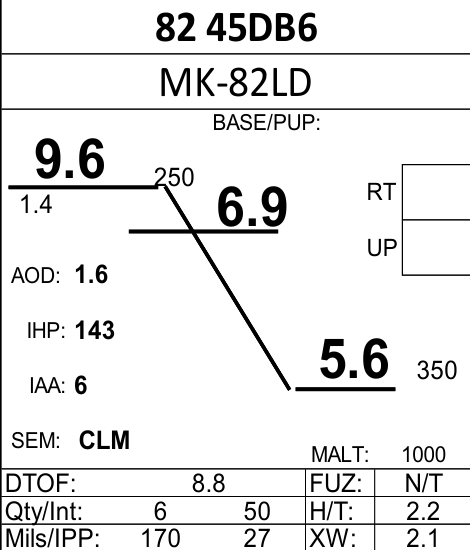 82 45DB6
MK-82LD
BASE/PUP:
9.6
250
1.4
6.9
RT
UP
AOD: 1.6
IHP: 143
IAA: 6
5.6
350
SEM: CLM
MALT: 1000
DTOF: 8.8 FUZ: N/T
Qty/Int: 6 50 H/T: 2.2
Mils/IPP: 170 27 XW: 2.1